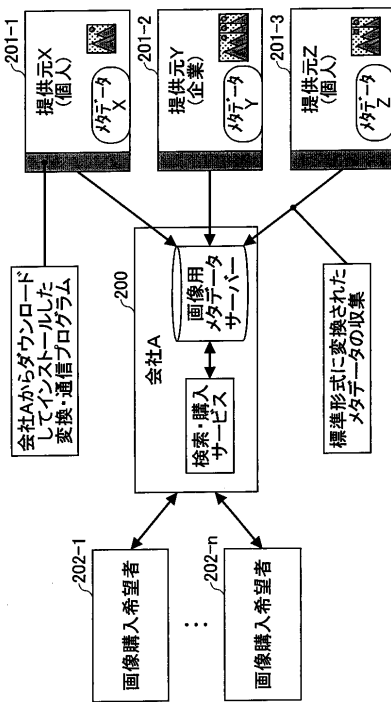 会社Aからダウンロード
してインストールした
変換・通信プログラム
201-1
提供元X
(個人)
メタデータ
X
201-2
提供元Y
(企業)
メタデータ
Y
201-3
提供元Z
(個人)
メタデータ
Z
200
会社A
画像用
メタデータ
サーバー
検索・購入
サービス
標準形式に変換された
メタデータの収集
202-1
画像購入希望者
:
202-n
画像購入希望者